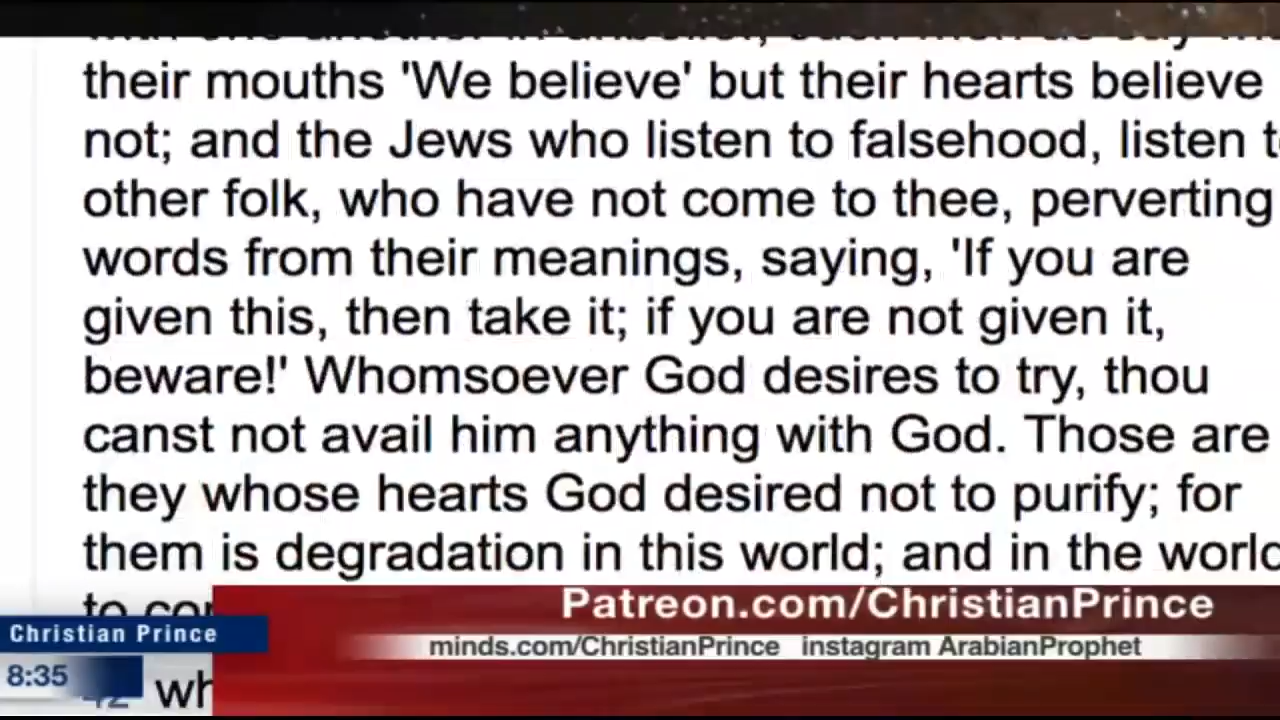 their mouths 'We believe' but their hearts believe
not; and the Jews who listen to falsehood, listen
other folk, who have not come to thee, perverting
words from their meanings, saying, 'If you are
given this, then take it; if you are not given it,
beware!' Whomsoever God desires to try, thou
canst not avail him anything with God. Those are
they whose hearts God desired not to purify; for
them is degradation in this world; and in the world
to
Patreon.com/ChristianPrince
Christian Prince
minds.com/ChristianPrince instagram ArabianProphet
8:35
42